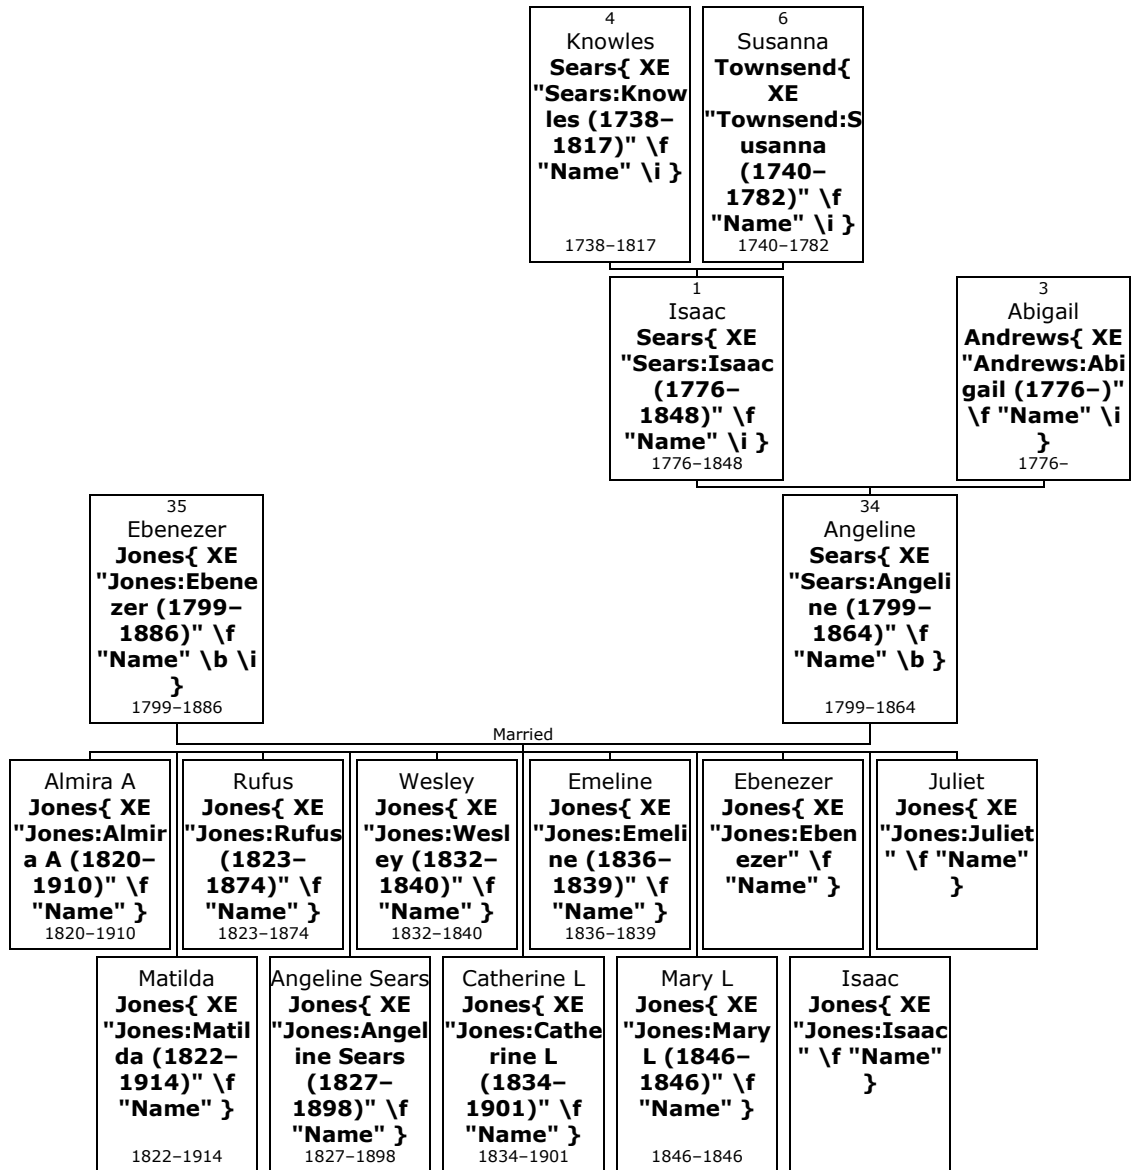 4
Knowles
Sears{ XE
"Sears:Know
les (1738–
1817)" \f
"Name" \i }
1738–1817
6
Susanna
Townsend{
XE
"Townsend:S
usanna
(1740–
1782)" \f
"Name" \i }
1740–1782
1
Isaac
Sears{ XE
"Sears:Isaac
(1776–
1848)" \f
"Name" \i }
1776–1848
3
Abigail
Andrews{ XE
"Andrews:Abi
gail (1776–)"
\f "Name" \i
}
1776–
35
Ebenezer
Jones{ XE
"Jones:Ebene
zer (1799–
1886)" \f
"Name" \b \i
}
1799–1886
34
Angeline
Sears{ XE
"Sears:Angeli
ne (1799–
1864)" \f
"Name" \b }
1799–1864
Married
Almira A
Jones{ XE
"Jones:Almir
a A (1820–
1910)" \f
"Name" }
1820–1910
Rufus
Jones{ XE
"Jones:Rufus
(1823–
1874)" \f
"Name" }
1823–1874
Wesley
Jones{ XE
"Jones:Wesl
ey (1832–
1840)" \f
"Name" }
1832–1840
Emeline
Jones{ XE
"Jones:Emeli
ne (1836–
1839)" \f
"Name" }
1836–1839
Ebenezer
Jones{ XE
"Jones:Eben
ezer" \f
"Name" }
Juliet
Jones{ XE
"Jones:Juliet
" \f "Name"
}
Matilda
Jones{ XE
"Jones:Matil
da (1822–
1914)" \f
"Name" }
1822–1914
Angeline Sears
Jones{ XE
"Jones:Angel
ine Sears
(1827–
1898)" \f
"Name" }
1827–1898
Catherine L
Jones{ XE
"Jones:Cathe
rine L
(1834–
1901)" \f
"Name" }
1834–1901
Mary L
Jones{ XE
"Jones:Mary
L (1846–
1846)" \f
"Name" }
1846–1846
Isaac
Jones{ XE
"Jones:Isaac
" \f "Name"
}